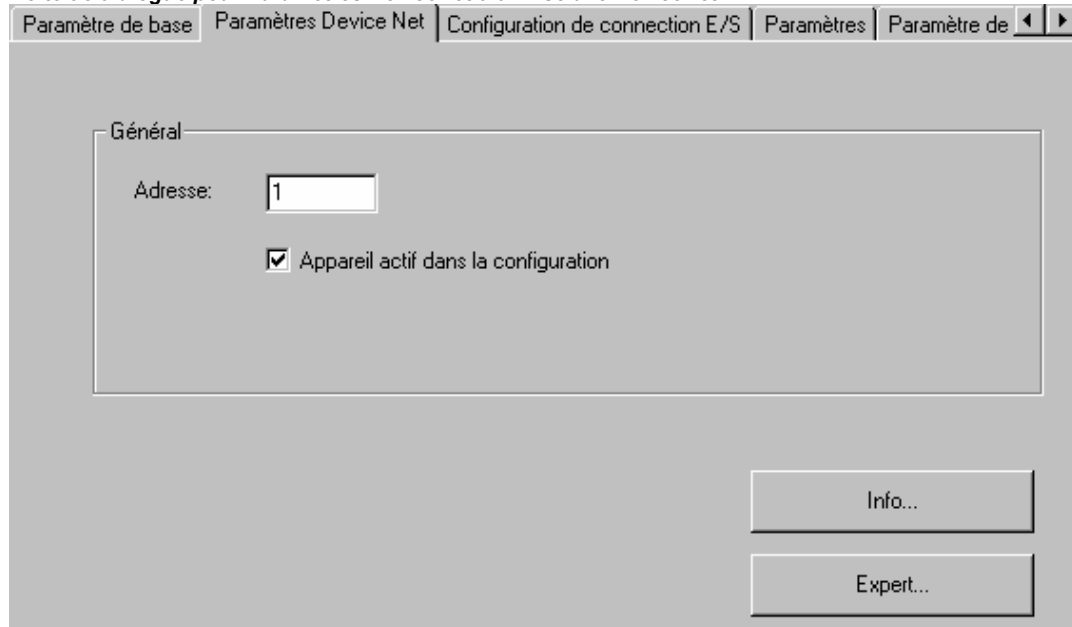 Paramètre de base Paramètres Device Net Configuration de connection E/S Paramètres Paramètre de
Général
Adresse: 1
Appareil actif dans la configuration
Info...
Expert...